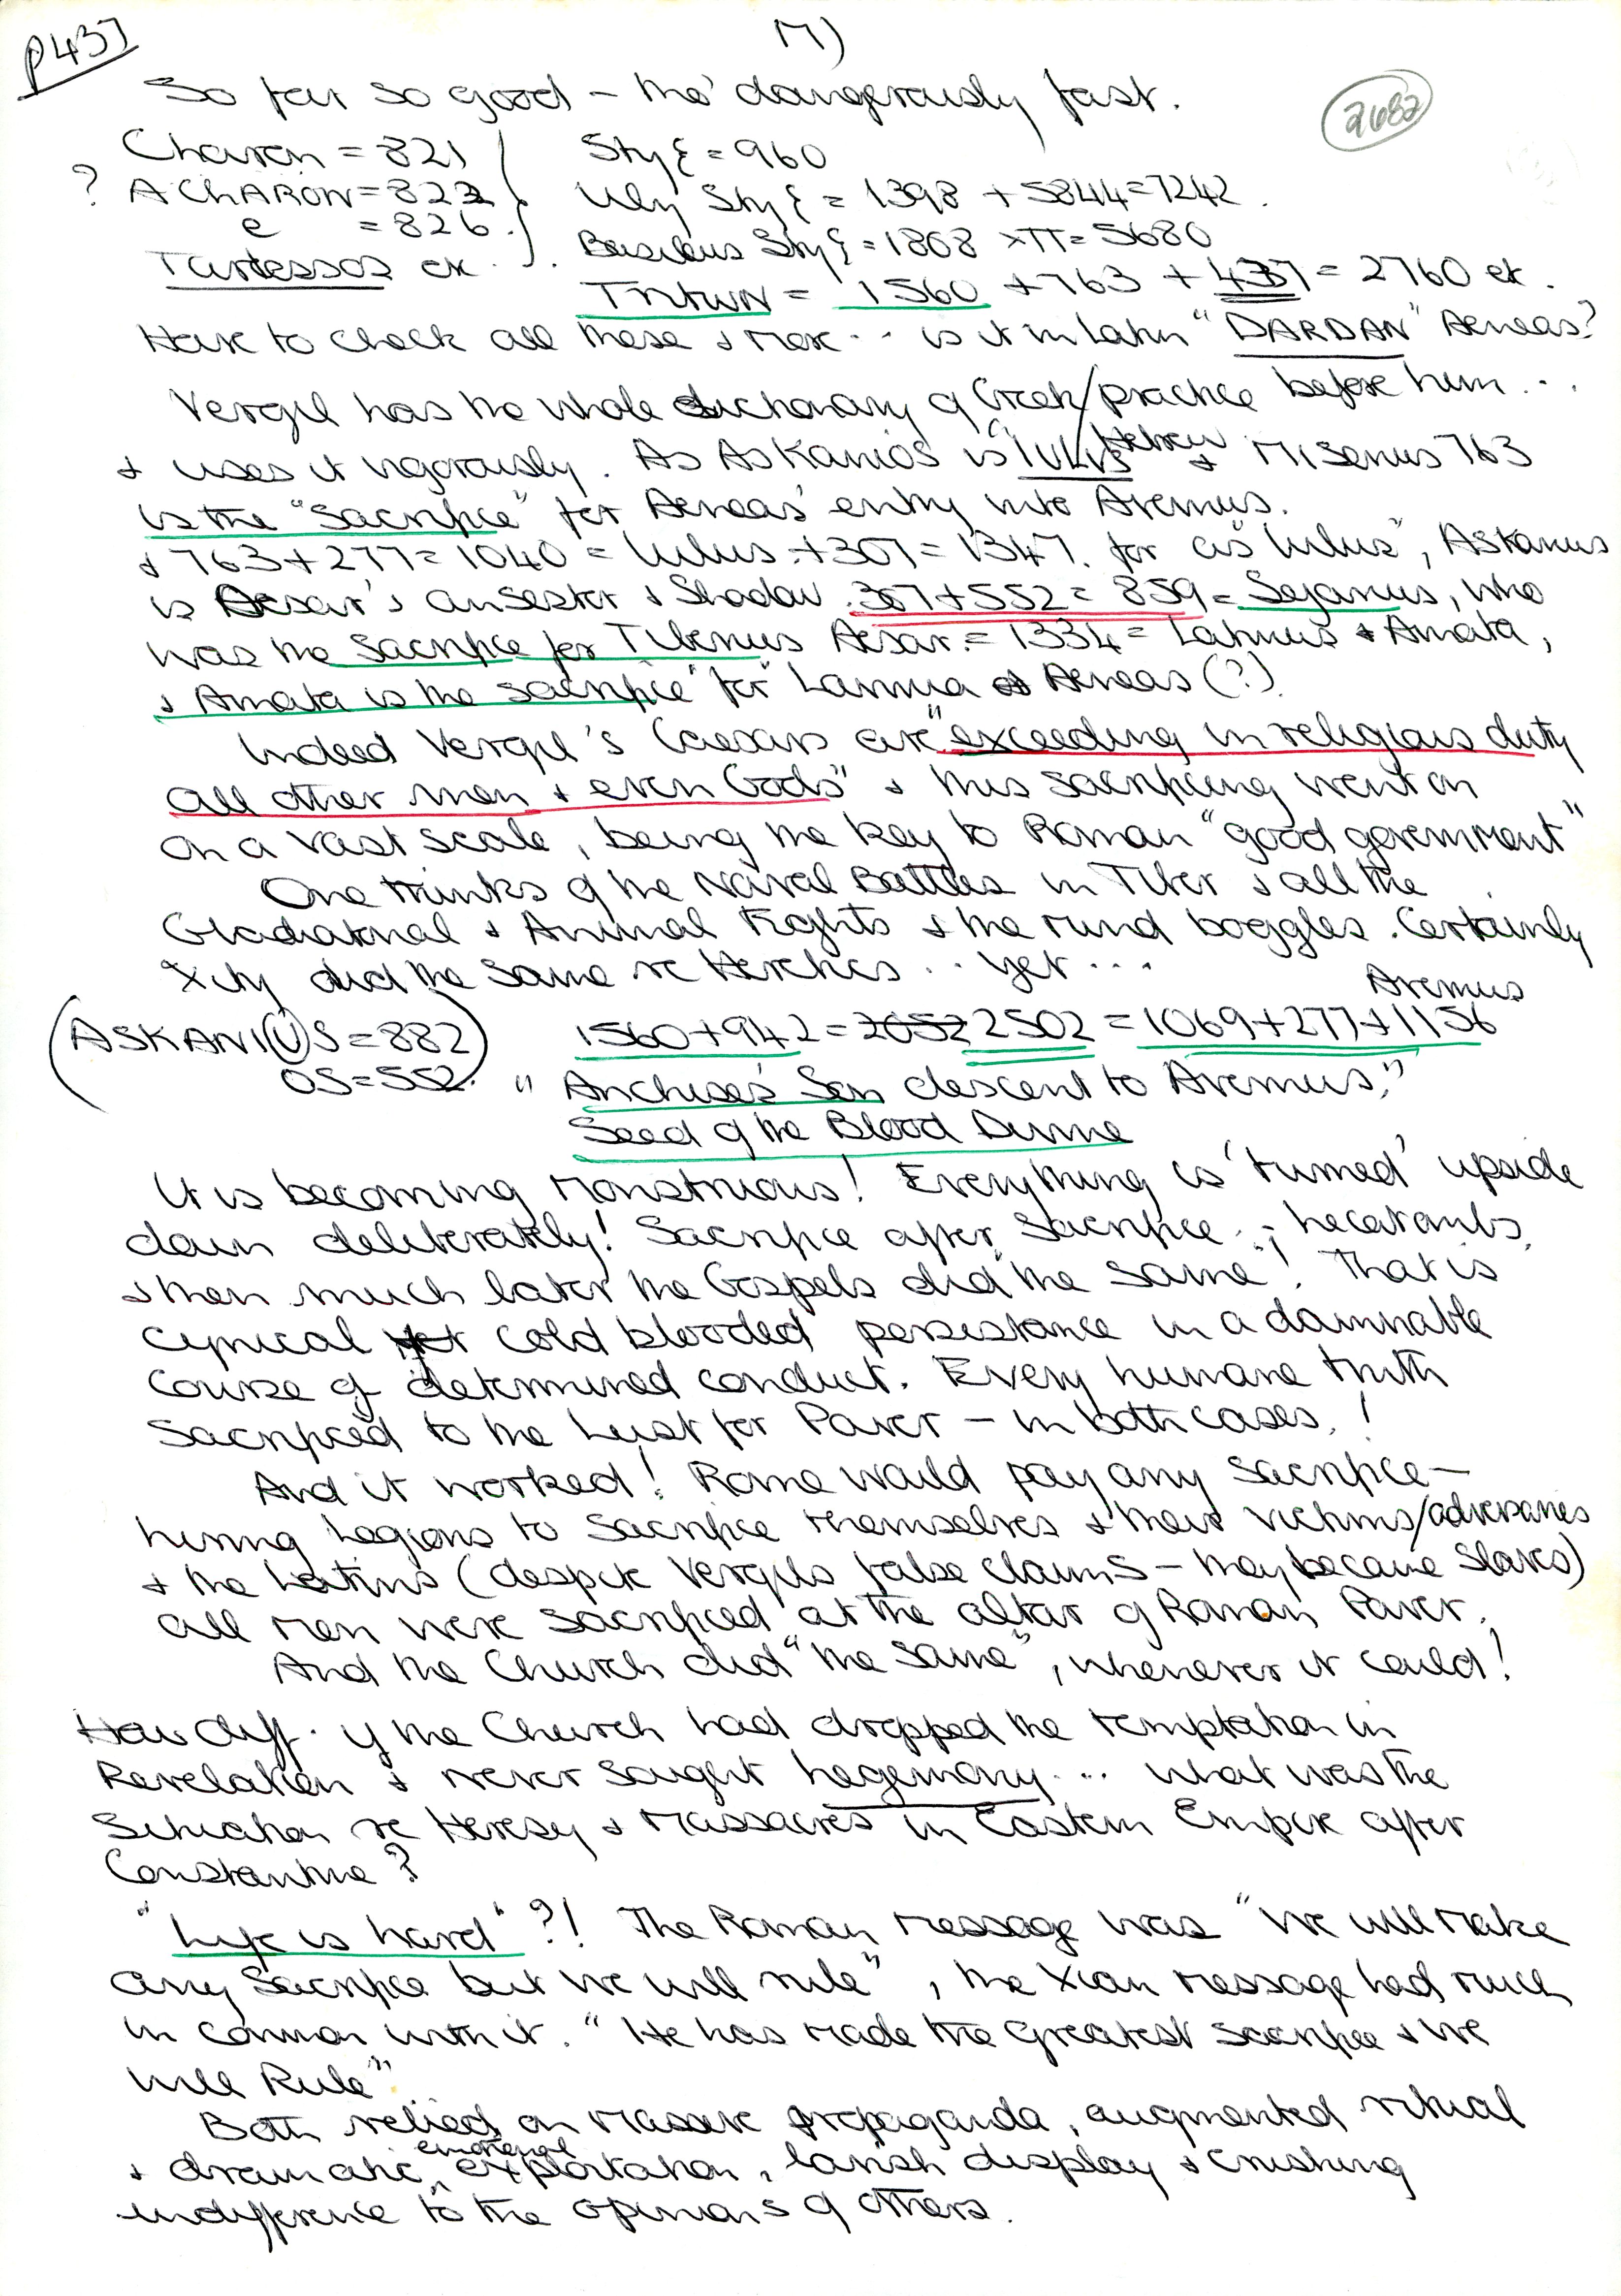 p437
17)
2682
So far so good – tho' dangerously fast.
Charon = 821
? ACHARON = 822
e = 826.
Tartessos etc.
Styξ = 960
Uly Styξ = 1398 + 5844 = 7242.
Basileus Styξ = 1808 xπ = 5680
TritwN = 1560 + 763 + 437 = 2760 etc.
Have to check all these & more... is it in Latin "DARDAN" Aeneas?
Vergil has the whole dictionary of Greek/practice before him...
Hebrew
& uses it vigorously. As Askanios is "IULIUS" & Misenus 763
is the "sacrifice" for Aeneas' entry into Avernus.
& 763 + 277 = 1040 = Iulus. + 307 = 1347. for as "Iulus", Askanius
is Aesar's ansester & Shadow. 307 + 552 = 859 = Sejanus, who
was the sacrifice for Tiberius Aesar. = 1334 = Latinus & Amata,
& Amata is the sacrifice "for" Lavinia & Aeneas (?)
Indeed Vergil's Caesars are "exceeding in religious duty
all other men & even Gods" & this sacrificing went on
on a vast scale, being the key to Roman "good government"
One thinks of the Naval Battles in Tiber & all the
Gladiatorial & Animal Fights & the mind boggles. Certainly
Xity did the same re Heretics .. yet ...
(ASKANI(U)S = 882)
OS = 552.
Avernus
1560 + 942 = 2052 2502 = 1069 + 277 + 1156
"Anchises' Son descent to Avernus,"
Seed of the Blood Divine
It is becoming monstruous! Everything is 'turned' upside
down deliberately! Sacrifice after Sacrifice..; hecatombs,
& then much later the Gospels did the same! That is
cynical cold blooded persistance in a damnable
course of determined conduct. Every humane truth
sacrificed to the Lust for Power – in both cases. !
And it worked! Rome would pay any sacrifice –
hiring Legions to sacrifice themselves & their victims/adversaries
& the Latins (despite Vergils false claims – they became slaves)
all men were sacrificed at the altar of Roman Power.
And the Church did "the same", whenever it could!
How diff. if the Church had dropped the temptation in
Revelation & never sought hegemony... What was the
Situation re Heresy & Massacres in Eastern Empire after
Constantine?
"Life is hard" ?! The Roman message was "We will make
any Sacrifice but we will rule", the Xian message had much
in common with it. "He has made the greatest sacrifice & we
will Rule".
Both relied on massive propaganda, augmented ritual
emotional
& dramatic, exploitation, lavish display & crushing
indifference to the opinions of others.